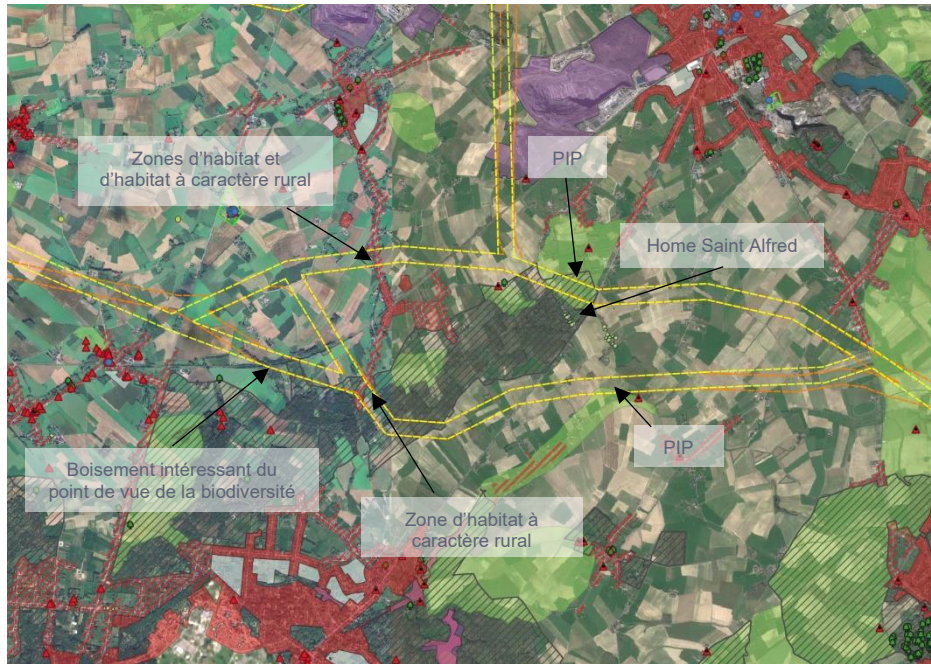 Zones d'habitat et
d'habitat à caractère rural
PIP
Home Saint Alfred
Boisement intéressant du
point de vue de la biodiversité
PIP
Zone d'habitat à
caractère rural